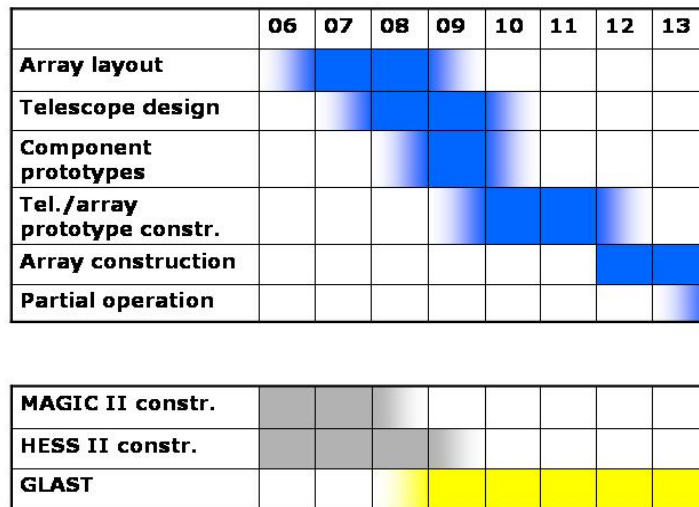 06 07 08 09 10 11 12 13
Array layout
Telescope design
Component
prototypes
Tel./array
prototype constr.
Array construction
Partial operation
MAGIC II constr.
HESS II constr.
GLAST